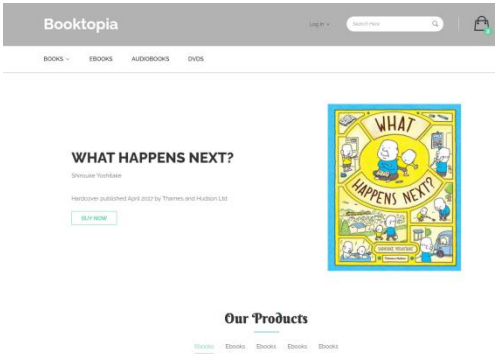 Booktopia
Log In
Search Here
BOOKS
EBOOKS
AUDIOBOOKS
DVDS
WHAT HAPPENS NEXT?
Shinsuke Yoshitake
Hardcover published April 2017 by Thames and Hudson Ltd
BUY NOW
WHAT
HAPPENS NEXT?
SHINSUKE YOSHITAKE
Thames & Hudson
Our Products
Ebooks Ebooks Ebooks Ebooks Ebooks